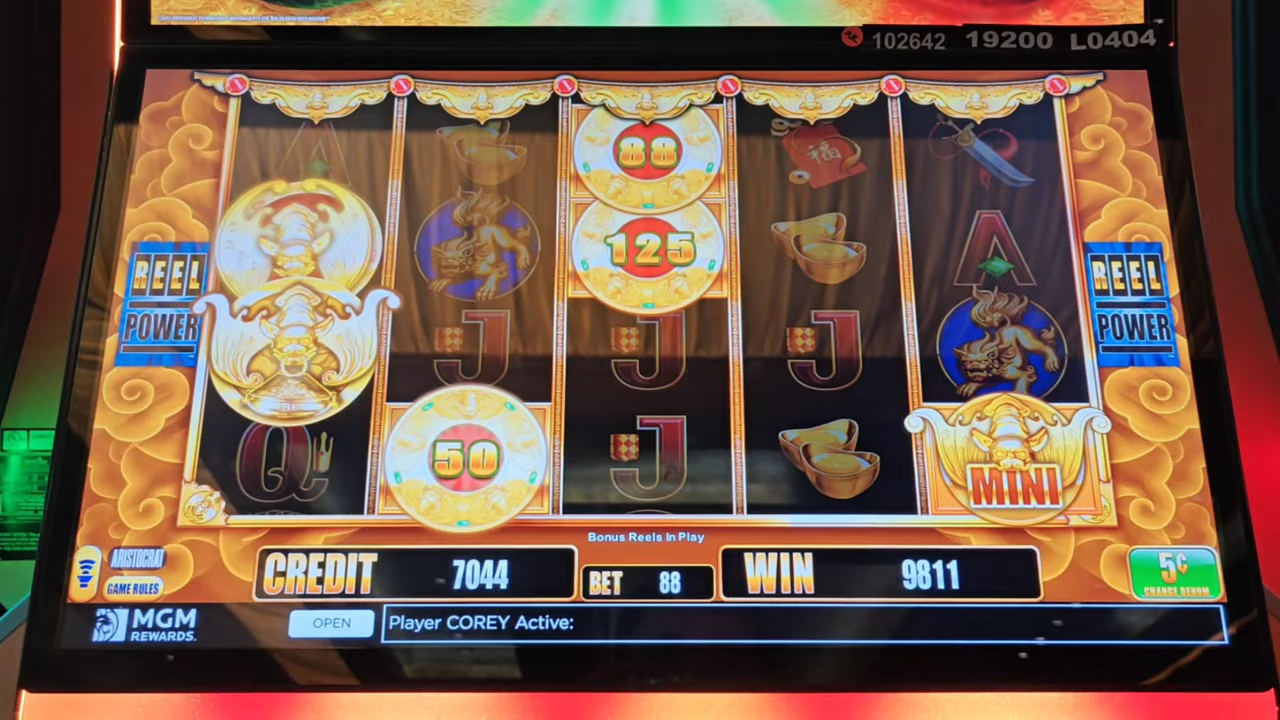 102642 19200 L0404
88
福
125
REEL
POWER
REEL
POWER
A
A
J
J
J
J
Q
50
MINI
Bonus Reels In Play
ARISTOCRAT
GAME RULES
CREDIT 7044
BET 88
WIN 9811
5¢
CHANGE DENOM
MGM
REWARDS.
OPEN
Player COREY Active: